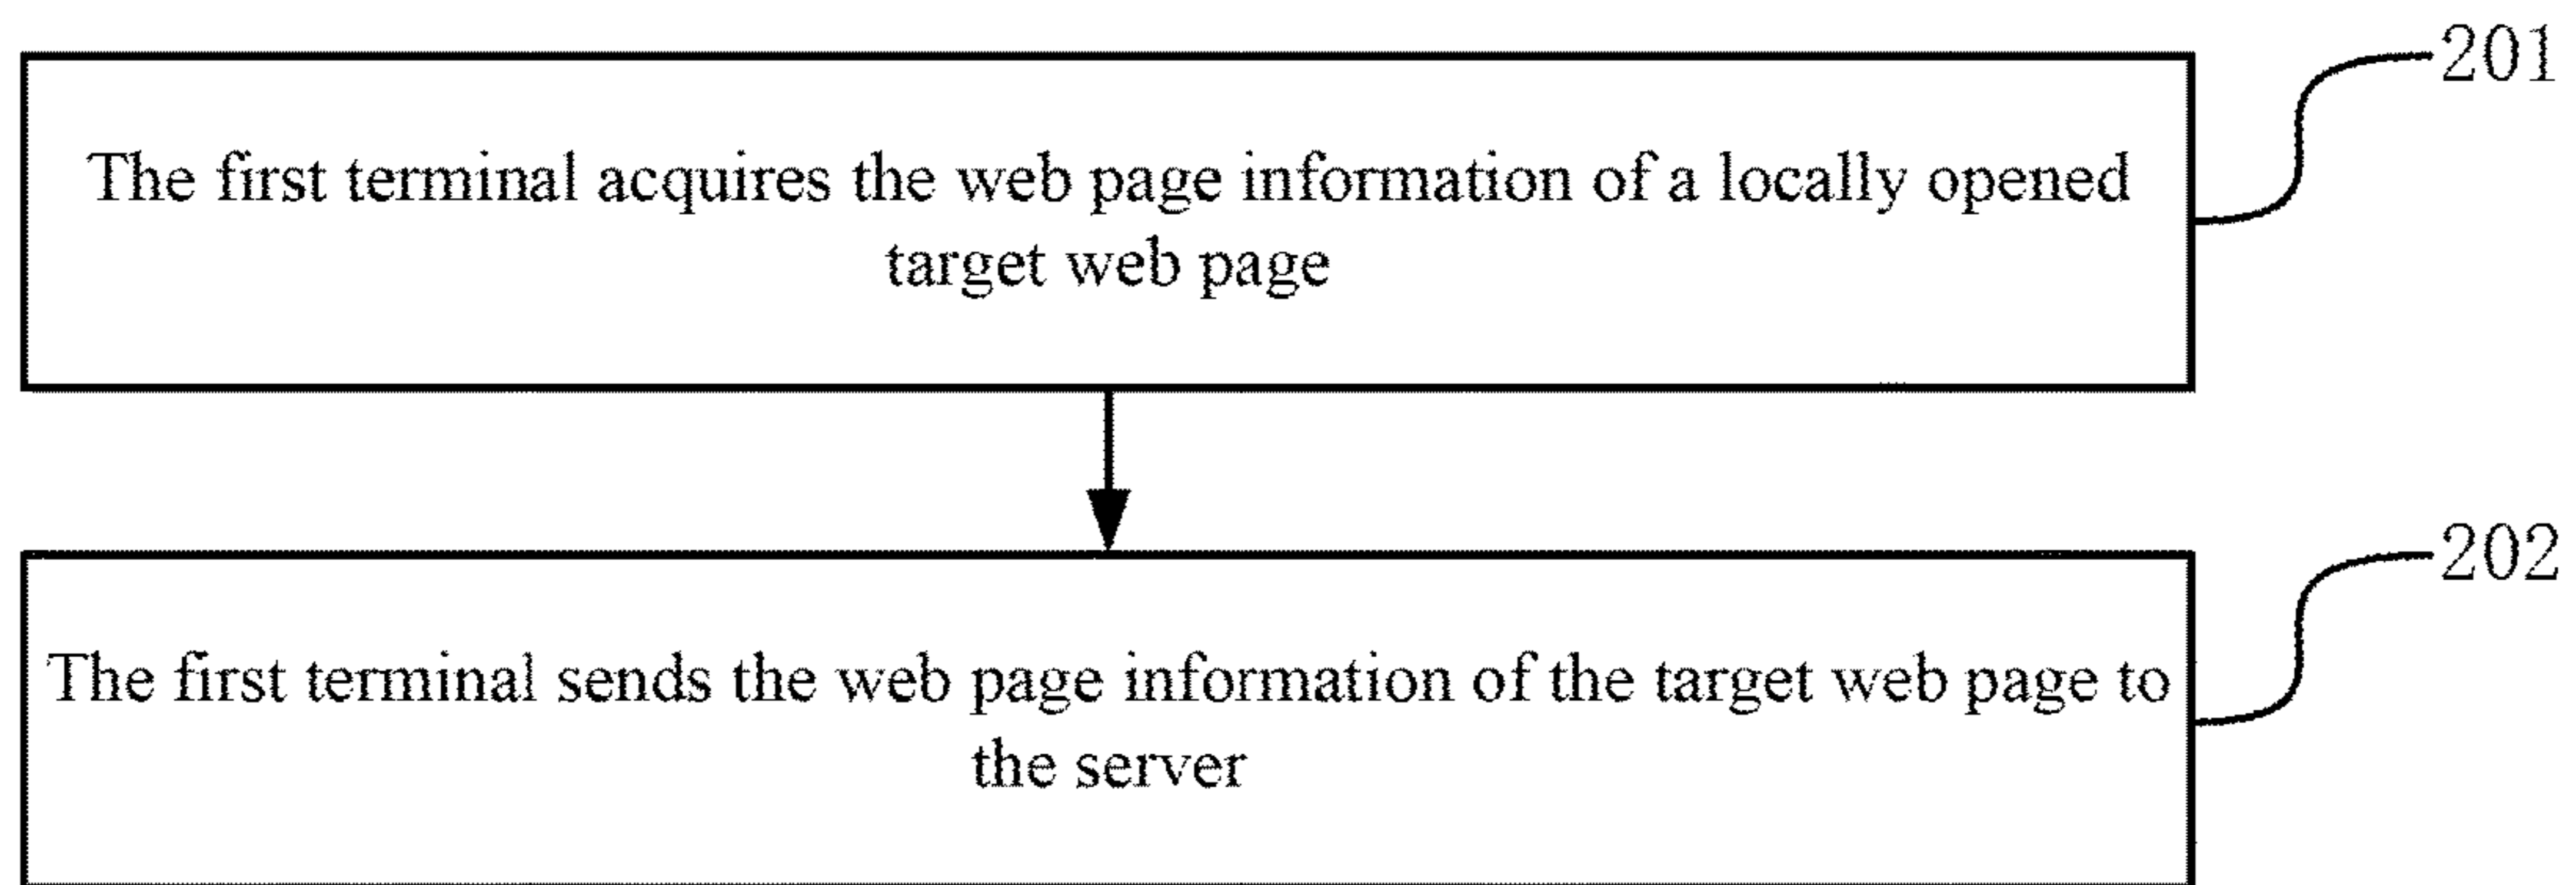 201
The first terminal acquires the web page information of a locally opened
target web page
202
The first terminal sends the web page information of the target web page to
the server